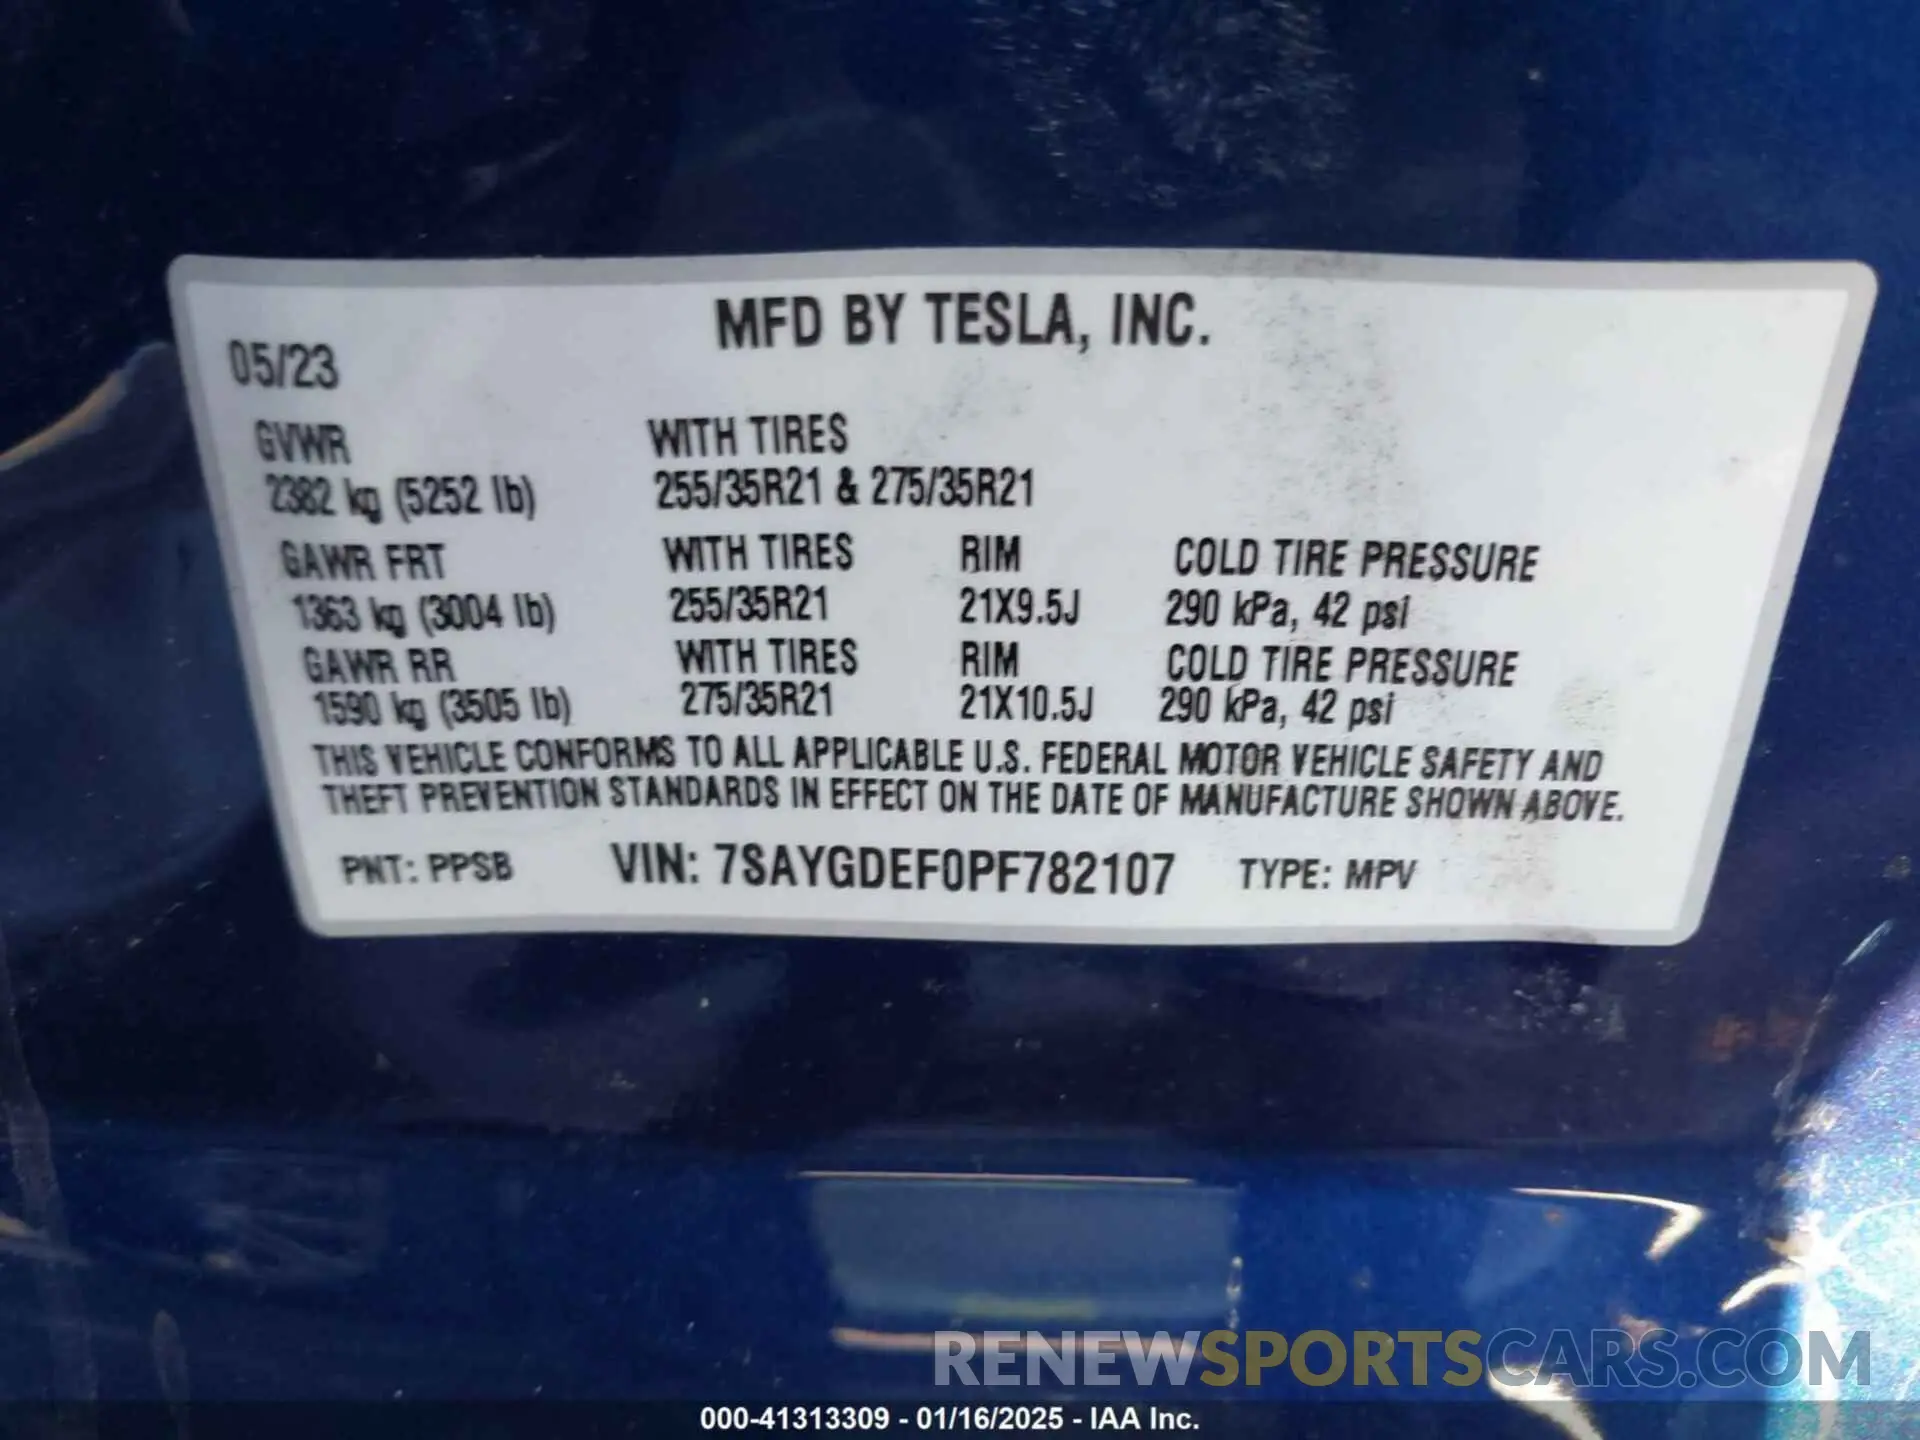 MFD BY TESLA, INC.
05/23
GVWR WITH TIRES
2382 kg (5252 lb) 255/35R21 & 275/35R21
GAWR FRT WITH TIRES RIM COLD TIRE PRESSURE
1363 kg (3004 lb) 255/35R21 21X9.5J 290 kPa, 42 psi
GAWR RR WITH TIRES RIM COLD TIRE PRESSURE
1590 kg (3505 lb) 275/35R21 21X10.5J 290 kPa, 42 psi
THIS VEHICLE CONFORMS TO ALL APPLICABLE U.S. FEDERAL MOTOR VEHICLE SAFETY AND
THEFT PREVENTION STANDARDS IN EFFECT ON THE DATE OF MANUFACTURE SHOWN ABOVE.
PNT: PPSB VIN: 7SAYGDEF0PF782107 TYPE: MPV
RENEWSPORTSCARS.COM
000-41313309 - 01/16/2025 - IAA Inc.